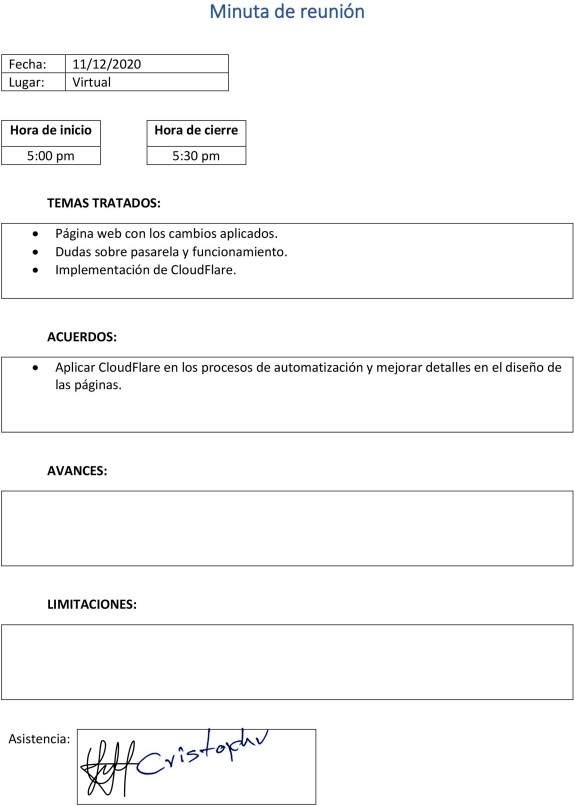 Minuta de reunión
Fecha: 11/12/2020
Lugar: Virtual
Hora de inicio Hora de cierre
5:00 pm 5:30 pm
TEMAS TRATADOS:
• Página web con los cambios aplicados.
• Dudas sobre pasarela y funcionamiento.
• Implementación de CloudFlare.
ACUERDOS:
• Aplicar CloudFlare en los procesos de automatización y mejorar detalles en el diseño de
las páginas.
AVANCES:
LIMITACIONES:
Asistencia: